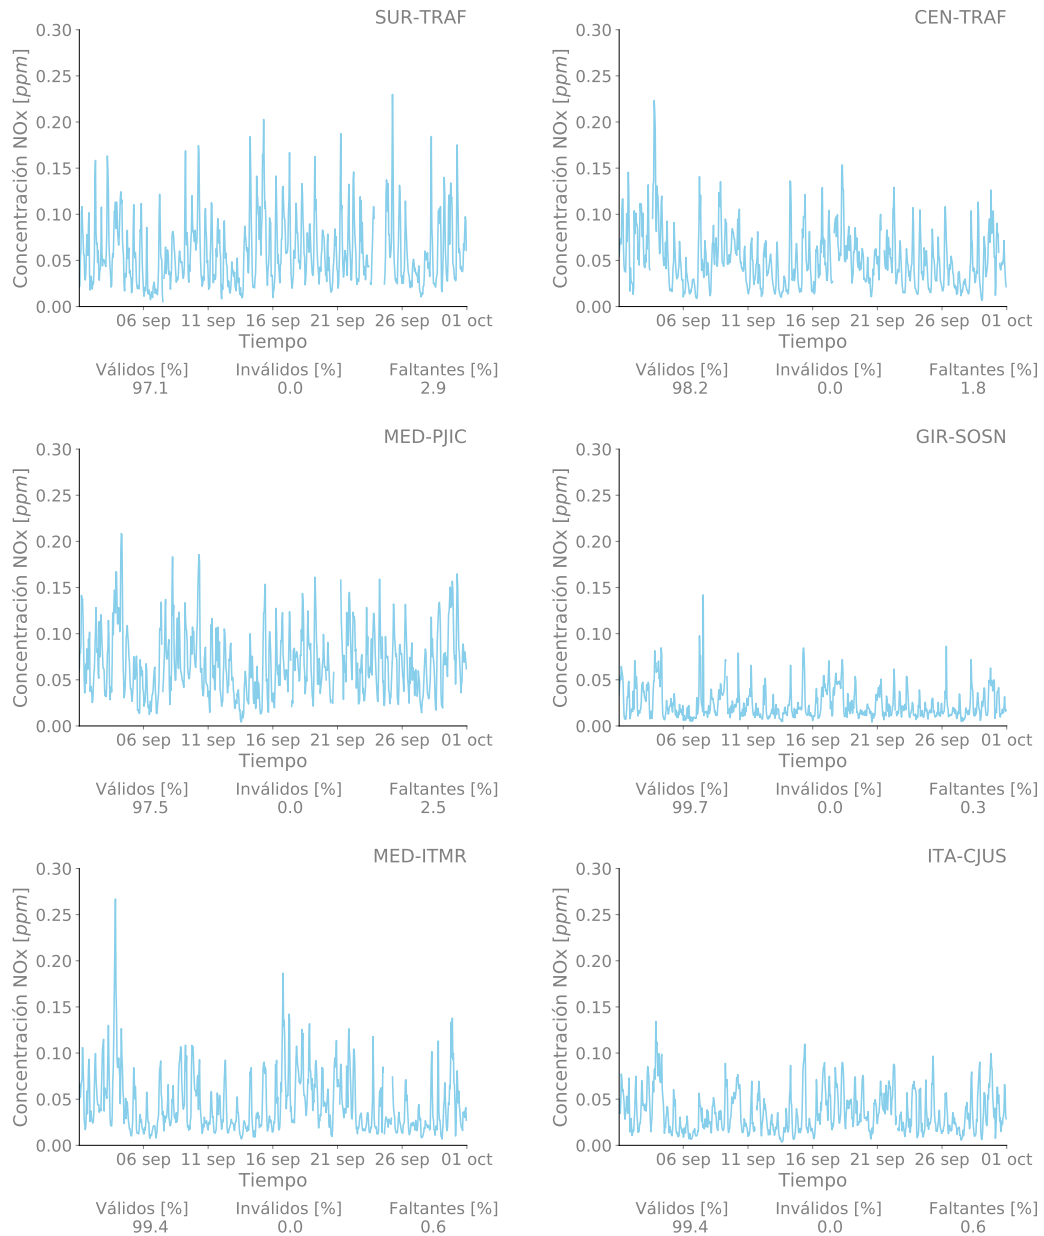 SUR-TRAF
Concentración NOx [ppm]
0.30
0.25
0.20
0.15
0.10
0.05
0.00
06 sep 11 sep 16 sep 21 sep 26 sep 01 oct
Tiempo
Válidos [%] Inválidos [%] Faltantes [%]
97.1 0.0 2.9
CEN-TRAF
Concentración NOx [ppm]
0.30
0.25
0.20
0.15
0.10
0.05
0.00
06 sep 11 sep 16 sep 21 sep 26 sep 01 oct
Tiempo
Válidos [%] Inválidos [%] Faltantes [%]
98.2 0.0 1.8
MED-PJIC
Concentración NOx [ppm]
0.30
0.25
0.20
0.15
0.10
0.05
0.00
06 sep 11 sep 16 sep 21 sep 26 sep 01 oct
Tiempo
Válidos [%] Inválidos [%] Faltantes [%]
97.5 0.0 2.5
GIR-SOSN
Concentración NOx [ppm]
0.30
0.25
0.20
0.15
0.10
0.05
0.00
06 sep 11 sep 16 sep 21 sep 26 sep 01 oct
Tiempo
Válidos [%] Inválidos [%] Faltantes [%]
99.7 0.0 0.3
MED-ITMR
Concentración NOx [ppm]
0.30
0.25
0.20
0.15
0.10
0.05
0.00
06 sep 11 sep 16 sep 21 sep 26 sep 01 oct
Tiempo
Válidos [%] Inválidos [%] Faltantes [%]
99.4 0.0 0.6
ITA-CJUS
Concentración NOx [ppm]
0.30
0.25
0.20
0.15
0.10
0.05
0.00
06 sep 11 sep 16 sep 21 sep 26 sep 01 oct
Tiempo
Válidos [%] Inválidos [%] Faltantes [%]
99.4 0.0 0.6